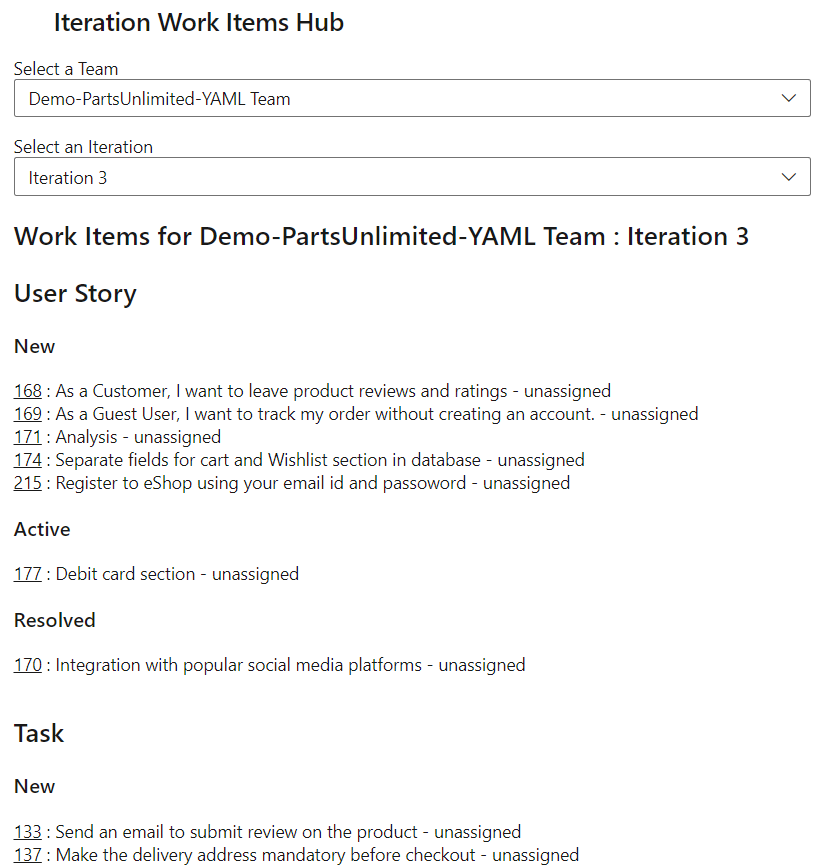 Iteration Work Items Hub
Select a Team
Demo-PartsUnlimited-YAML Team
Select an Iteration
Iteration 3
Work Items for Demo-PartsUnlimited-YAML Team : Iteration 3
User Story
New
168 : As a Customer, I want to leave product reviews and ratings - unassigned
169 : As a Guest User, I want to track my order without creating an account. - unassigned
171 : Analysis - unassigned
174 : Separate fields for cart and Wishlist section in database - unassigned
215 : Register to eShop using your email id and passoword - unassigned
Active
177 : Debit card section - unassigned
Resolved
170 : Integration with popular social media platforms - unassigned
Task
New
133 : Send an email to submit review on the product - unassigned
137 : Make the delivery address mandatory before checkout - unassigned